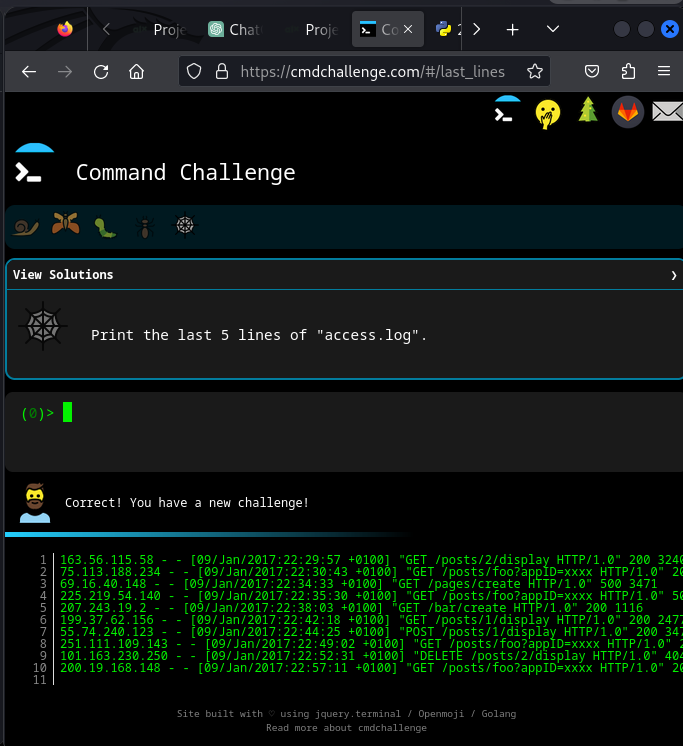 Proje
Chat
Proje
Co
2
https://cmdchallenge.com/#/last_lines
Command Challenge
View Solutions
Print the last 5 lines of "access.log".
(0)>
Correct! You have a new challenge!
1 163.56.115.58 - - [09/Jan/2017:22:29:57 +0100] "GET /posts/2/display HTTP/1.0" 200 3240
2 75.113.188.234 - - [09/Jan/2017:22:30:43 +0100] "GET /posts/foo?appID=xxxx HTTP/1.0" 20
3 69.16.40.148 - - [09/Jan/2017:22:34:33 +0100] "GET /pages/create HTTP/1.0" 500 3471
4 225.219.54.140 - - [09/Jan/2017:22:35:30 +0100] "GET /posts/foo?appID=xxxx HTTP/1.0" 50
5 207.243.19.2 - - [09/Jan/2017:22:38:03 +0100] "GET /bar/create HTTP/1.0" 200 1116
6 199.37.62.156 - - [09/Jan/2017:22:42:18 +0100] "GET /posts/1/display HTTP/1.0" 200 2477
7 55.74.240.123 - - [09/Jan/2017:22:44:25 +0100] "POST /posts/1/display HTTP/1.0" 200 347
8 251.111.109.143 - - [09/Jan/2017:22:49:02 +0100] "GET /posts/foo?appID=xxxx HTTP/1.0" 2
9 101.163.230.250 - - [09/Jan/2017:22:52:31 +0100] "DELETE /posts/2/display HTTP/1.0" 404
10 200.19.168.148 - - [09/Jan/2017:22:57:11 +0100] "GET /posts/foo?appID=xxxx HTTP/1.0" 20
11
Site built with ♡ using jquery.terminal / Openmoji / Golang
Read more about cmdchallenge